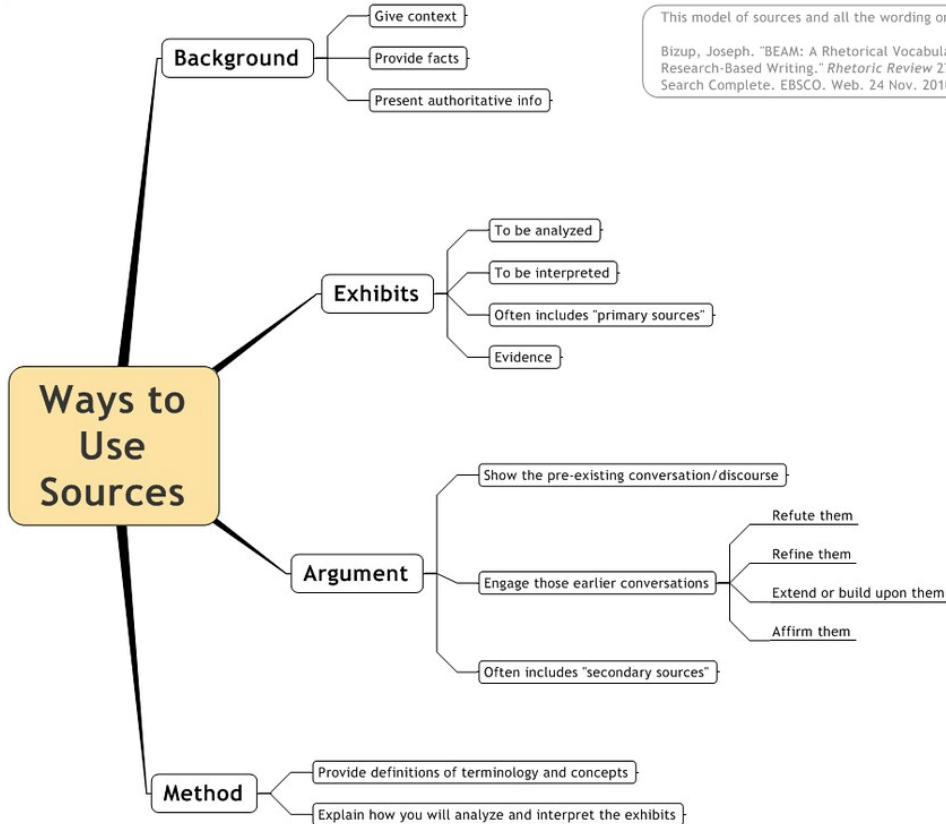 This model of sources and all the wording
Bizup, Joseph. "BEAM: A Rhetorical
Research-Based Writing." Rhetoric Review
Search Complete. EBSCO. Web. 24 Nov.
Ways to
Use
Sources
Background
Give context
Provide facts
Present authoritative info
Exhibits
To be analyzed
To be interpreted
Often includes "primary sources"
Evidence
Argument
Show the pre-existing conversation/discourse
Engage those earlier conversations
Refute them
Refine them
Extend or build upon them
Affirm them
Often includes "secondary sources"
Method
Provide definitions of terminology and concepts
Explain how you will analyze and interpret the exhibits